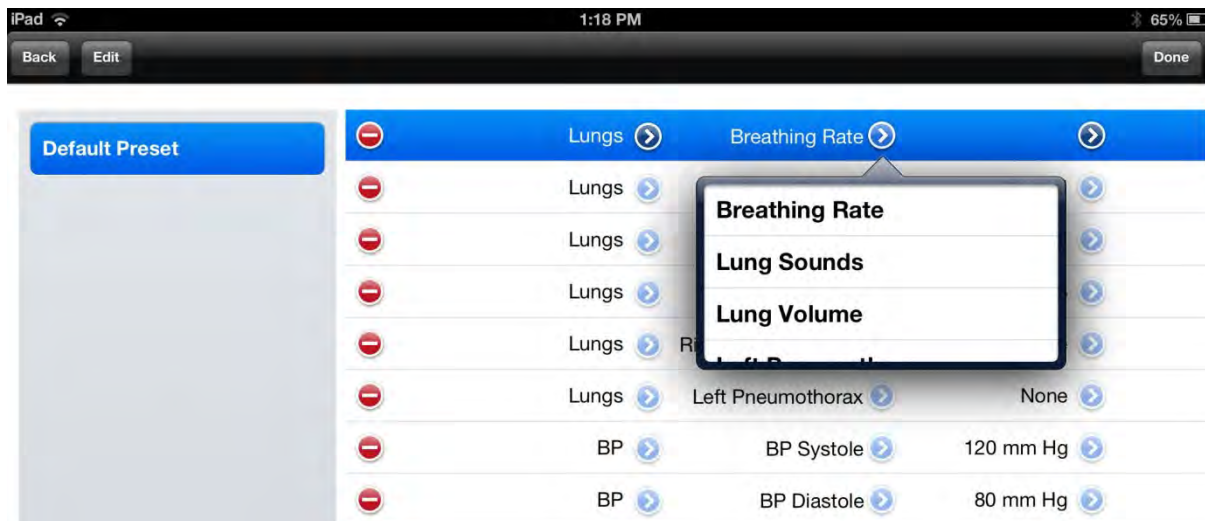 iPad 1:18 PM 65%
Back Edit Done
Default Preset
Lungs Breathing Rate
Lungs
Breathing Rate
Lungs
Lung Sounds
Lungs
Lung Volume
Lungs
Lungs Left Pneumothorax None
BP BP Systole 120 mm Hg
BP BP Diastole 80 mm Hg